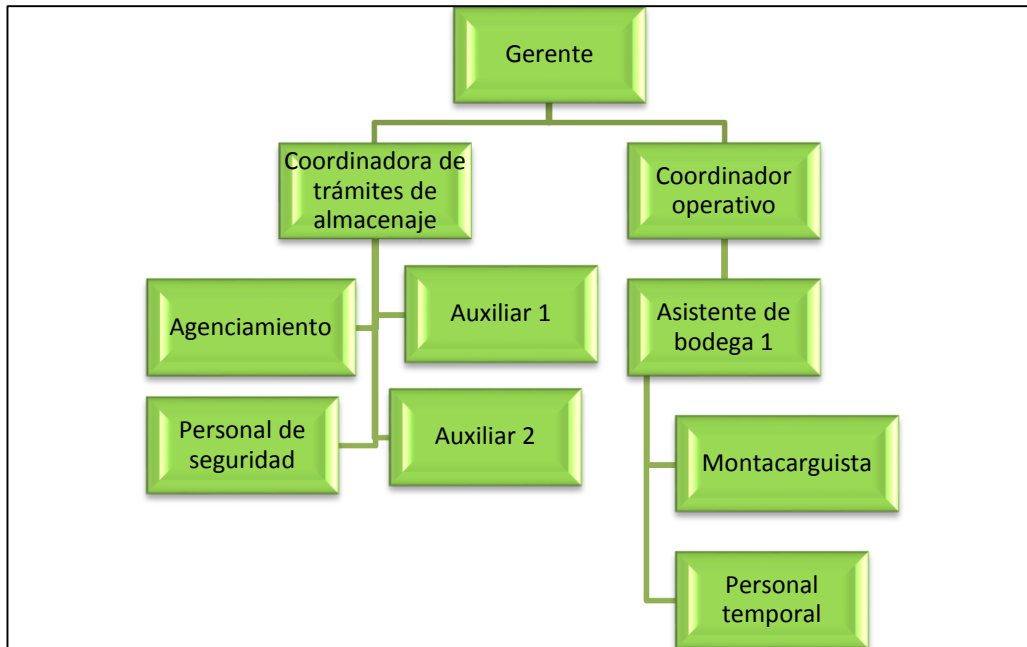 Gerente
Coordinadora de
trámites de
almacenaje
Coordinador
operativo
Agenciamiento
Auxiliar 1
Asistente de
bodega 1
Personal de
seguridad
Auxiliar 2
Montacarguista
Personal
temporal